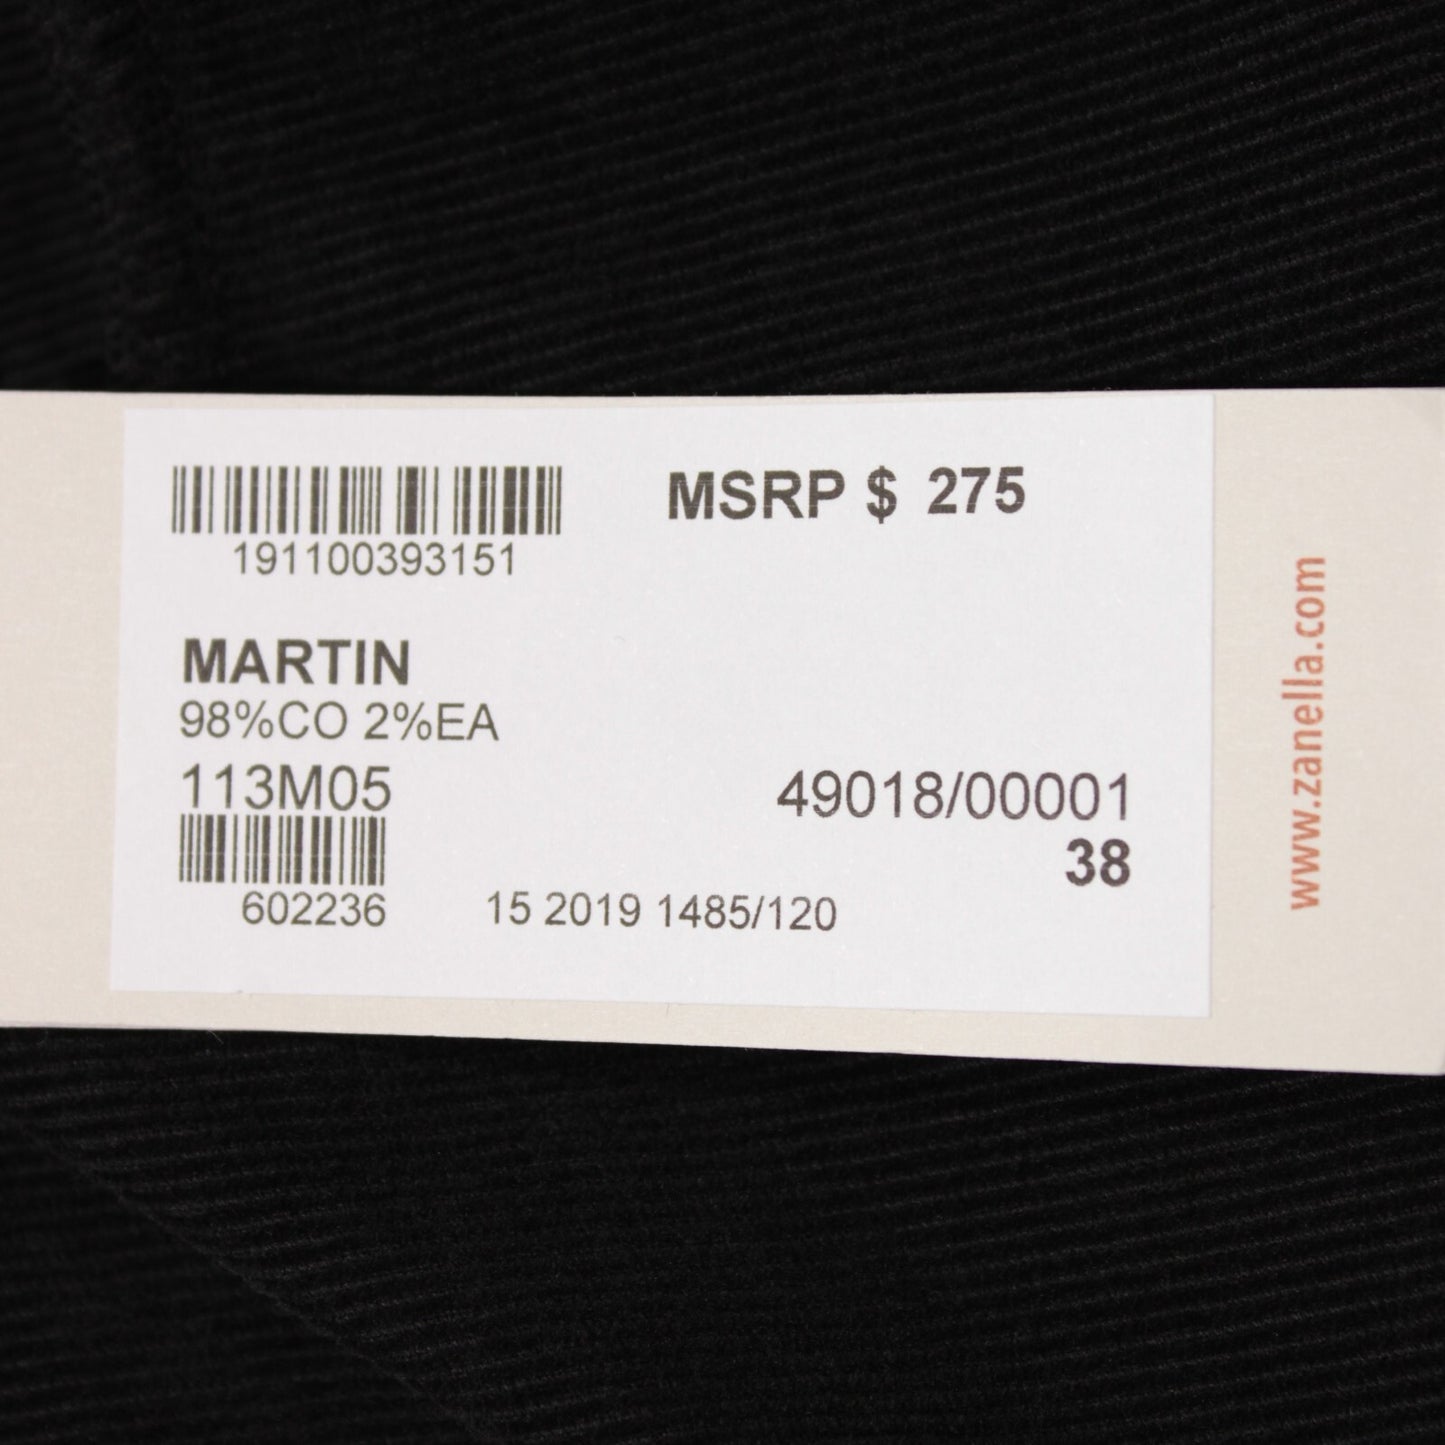 MSRP $ 275
191100393151
MARTIN
98%CO 2%EA
113M05
49018/00001
38
602236
15 2019 1485/120
www.zanella.com